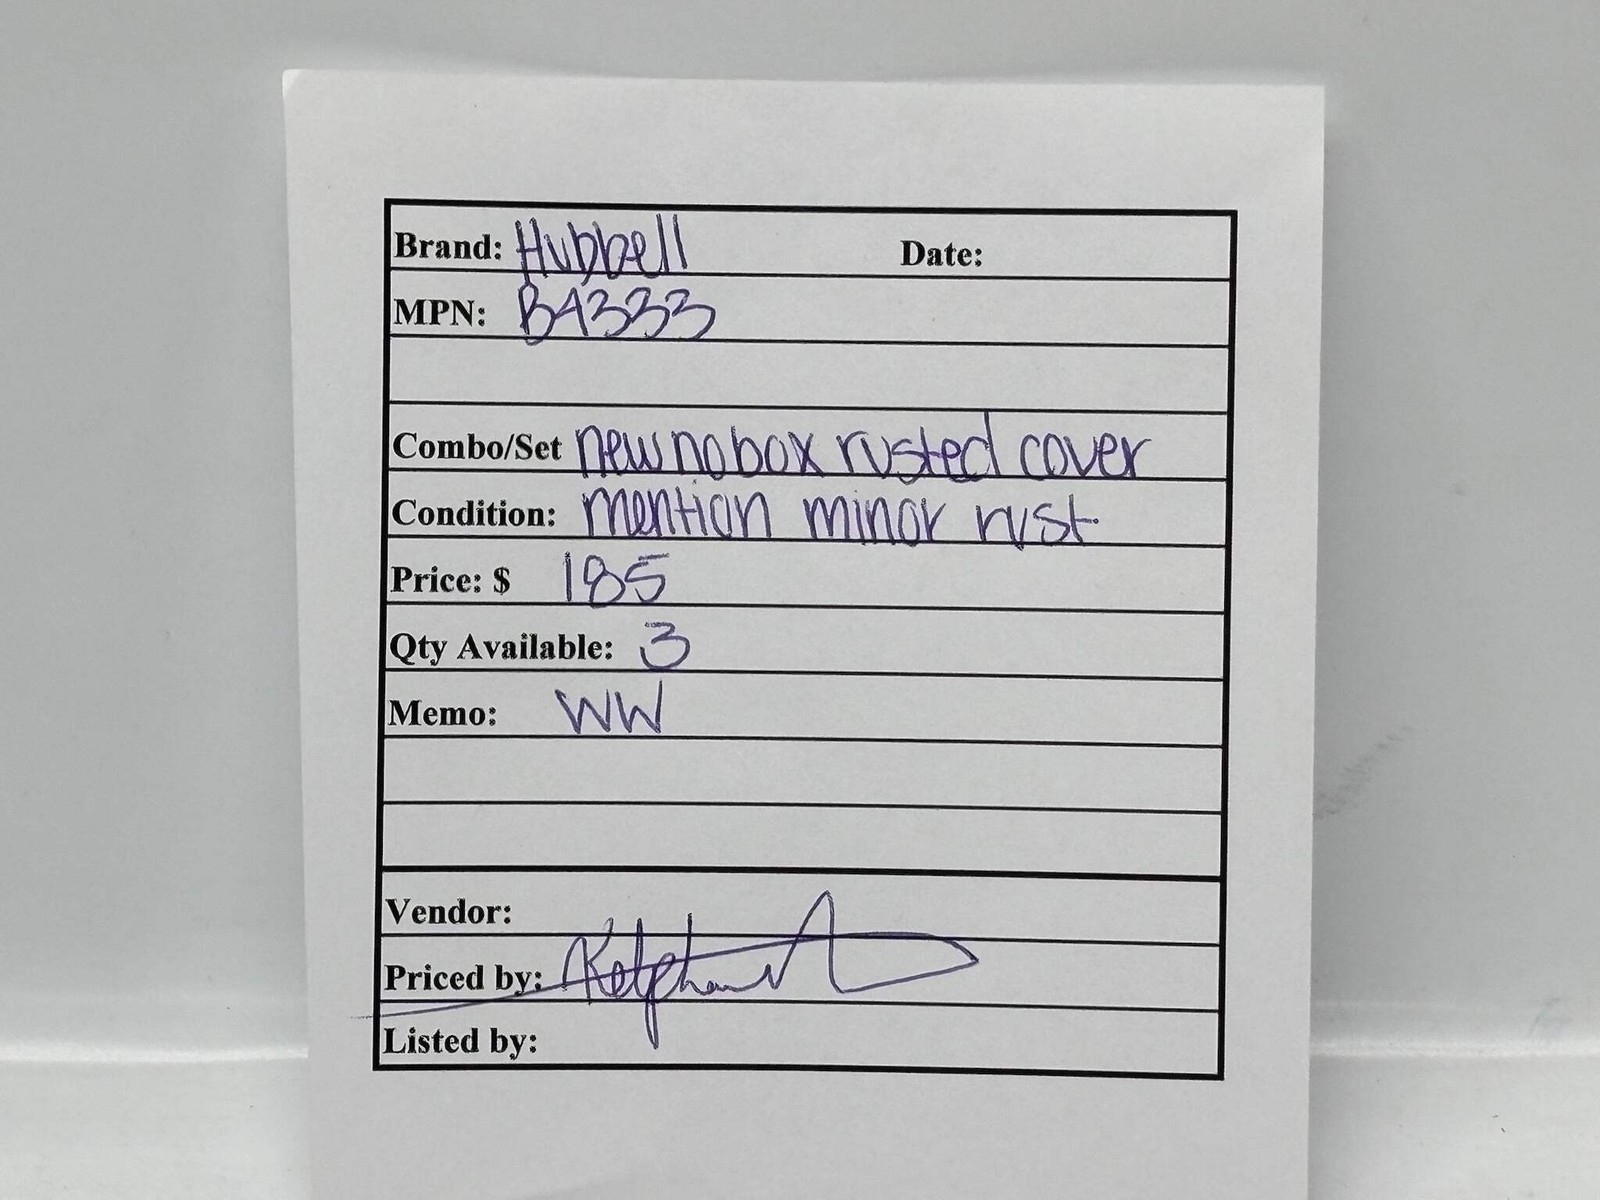 Brand: Hubbell Date:
MPN: BA333
Combo/Set new no box rusted cover
Condition: mention minor rust
Price: $ 185
Qty Available: 3
Memo: WW
Vendor:
Priced by:
Listed by: